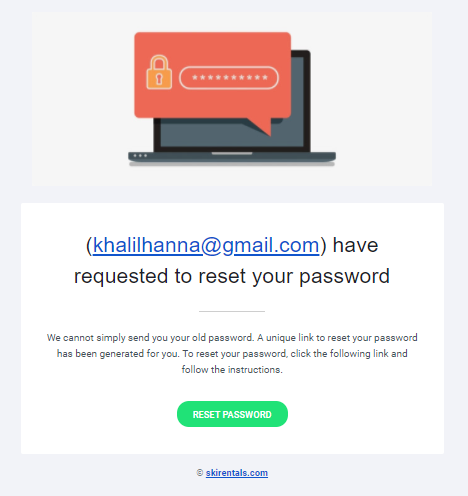 **********
(khalilhanna@gmail.com) have
requested to reset your password
We cannot simply send you your old password. A unique link to reset your password
has been generated for you. To reset your password, click the following link and
follow the instructions.
RESET PASSWORD
© skirentals.com